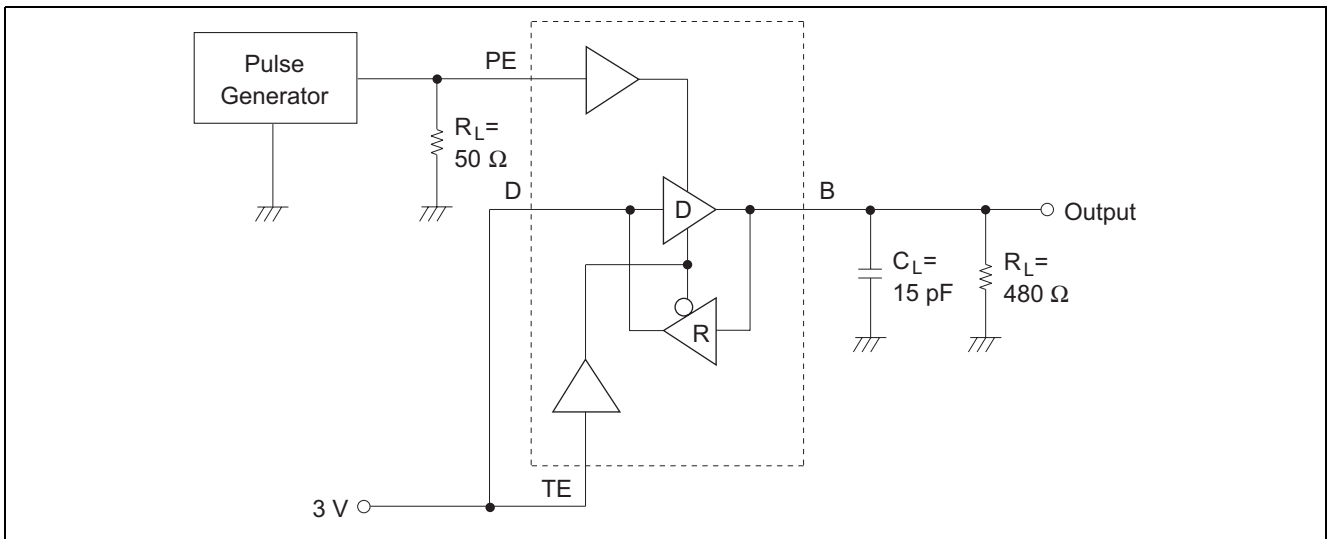 Pulse
Generator
PE
R_L=
50 Ω
D
D
B
Output
C_L=
15 pF
R_L=
480 Ω
R
TE
3 V